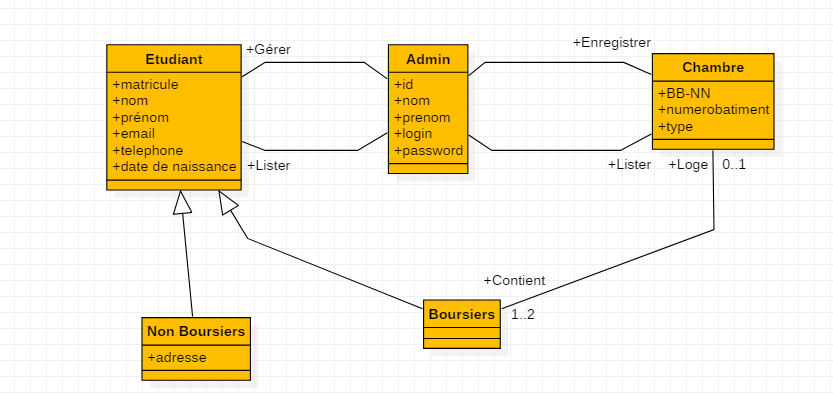 Etudiant
+matricule
+nom
+prénom
+email
+telephone
+date de naissance
+Gérer
+Lister
Admin
+id
+nom
+prenom
+login
+password
+Enregistrer
+Lister
Chambre
+BB-NN
+numerobatiment
+type
+Loge 0..1
+Contient
Boursiers
1..2
Non Boursiers
+adresse